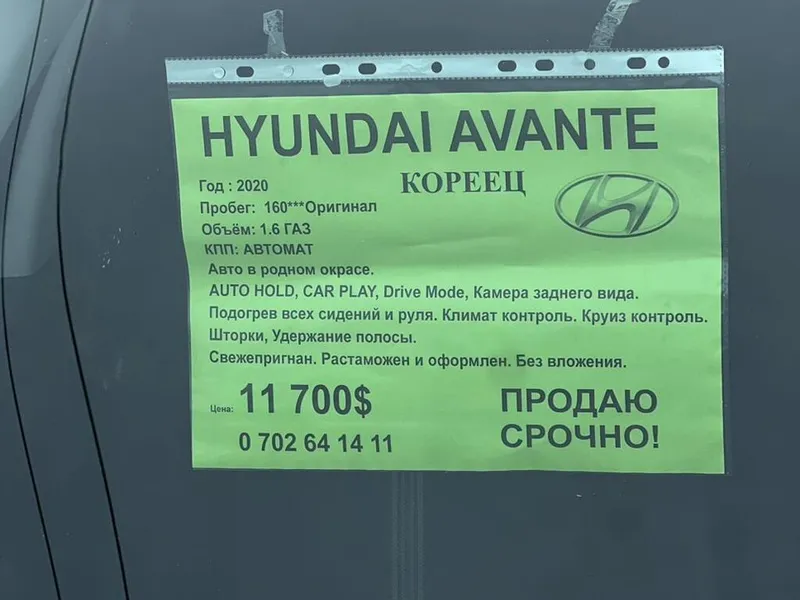 HYUNDAI AVANTE
КОРЕЕЦ
Год : 2020
Пробег: 160***Оригинал
Объём: 1.6 ГАЗ
КПП: АВТОМАТ
Авто в родном окрасе.
AUTO HOLD, CAR PLAY, Drive Mode, Камера заднего вида.
Подогрев всех сидений и руля. Климат контроль. Круиз контроль.
Шторки, Удержание полосы.
Свежепригнан. Растаможен и оформлен. Без вложения.
Цена: 11 700$
0 702 64 14 11
ПРОДАЮ
СРОЧНО!